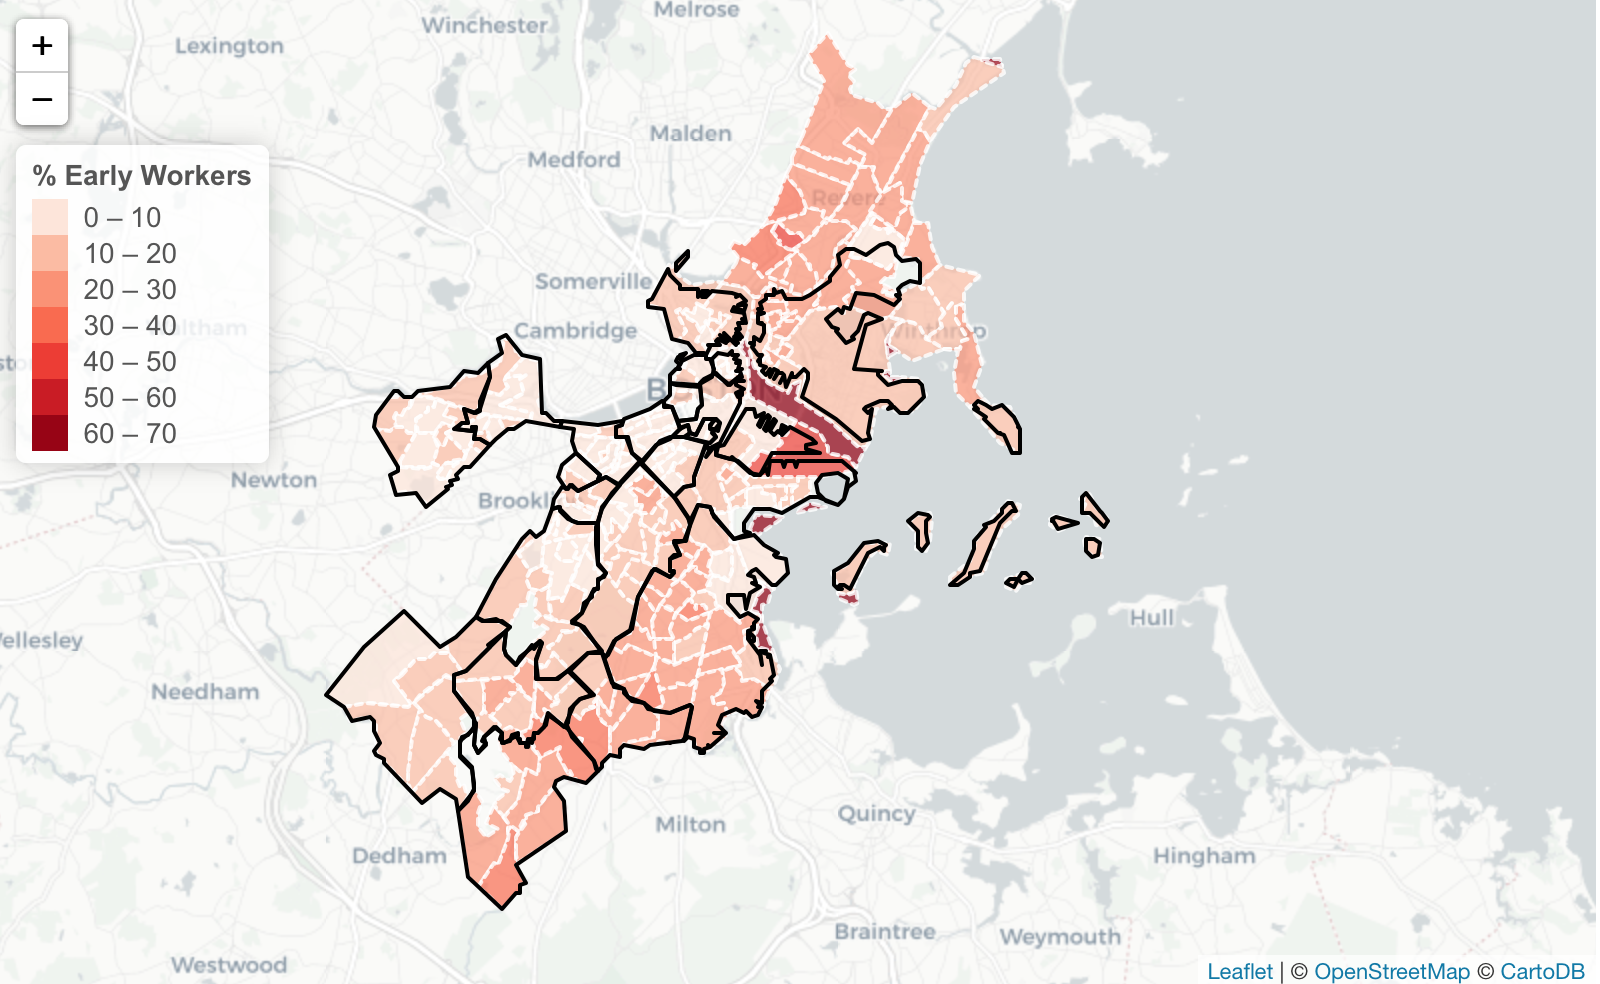 Melrose
Winchester
Lexington
+
−
Malden
Medford
% Early Workers
0 – 10
10 – 20
20 – 30
30 – 40
40 – 50
50 – 60
60 – 70
Revere
Somerville
Cambridge
Winthrop
Newton
Hull
Needham
Quincy
Milton
Dedham
Hingham
Braintree
Weymouth
Westwood
Leaflet | © OpenStreetMap © CartoDB